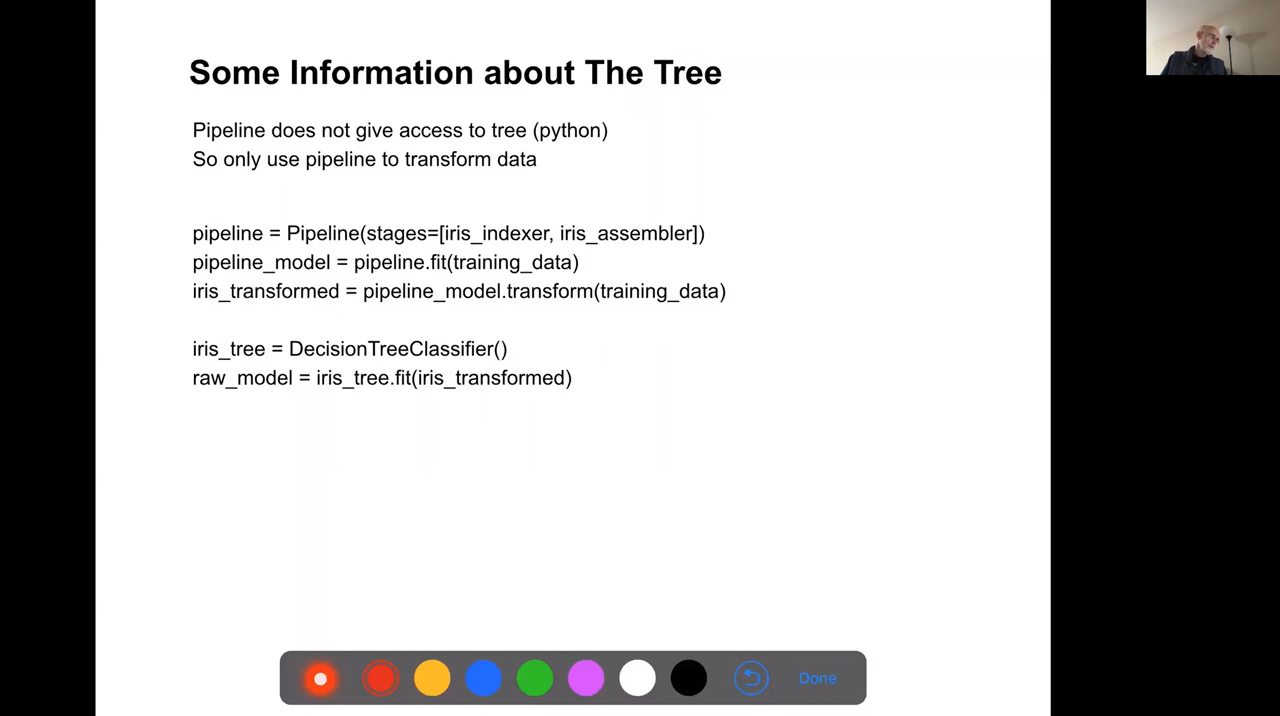 Some Information about The Tree
Pipeline does not give access to tree (python)
So only use pipeline to transform data
pipeline = Pipeline(stages=[iris_indexer, iris_assembler])
pipeline_model = pipeline.fit(training_data)
iris_transformed = pipeline_model.transform(training_data)
iris_tree = DecisionTreeClassifier()
raw_model = iris_tree.fit(iris_transformed)
Done